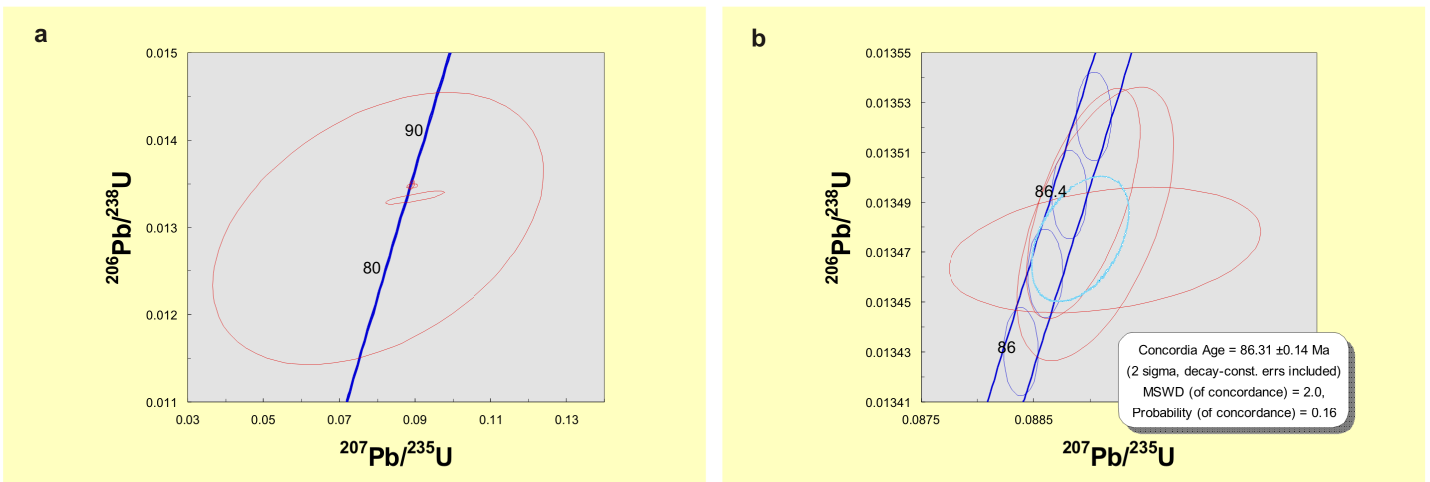 a
0.015
0.014
0.013
0.012
0.011
206Pb/238U
90
80
0.03
0.05
0.07
0.09
0.11
0.13
207Pb/235U
b
0.01355
0.01353
0.01351
0.01349
0.01347
0.01345
0.01343
0.01341
206Pb/238U
86.4
86
0.0875
0.0885
207Pb/235U
Concordia Age = 86.31 ±0.14 Ma
(2 sigma, decay-const. errs included)
MSWD (of concordance) = 2.0,
Probability (of concordance) = 0.16